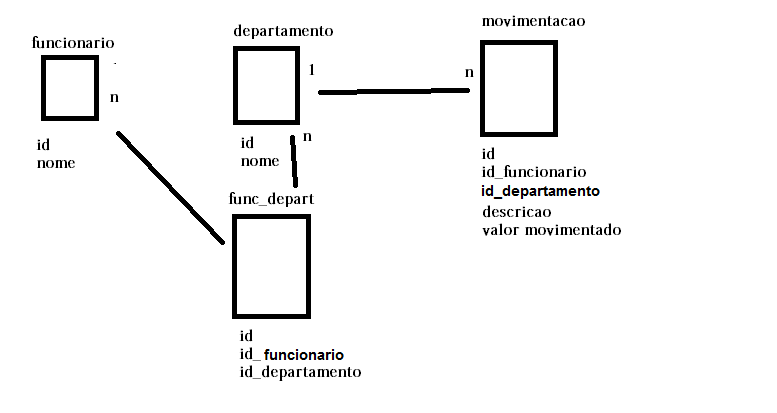 funcionario
n
id
nome
departamento
1
n
id
nome
movimentacao
n
id
id_funcionario
id_departamento
descricao
valor movimentado
func_depart
id
id_ funcionario
id_departamento